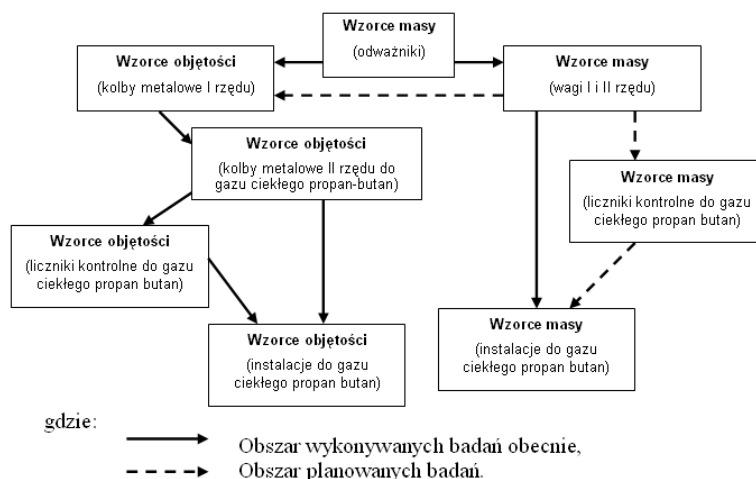 Wzorce masy
(odważniki)
Wzorce objętości
(kolby metalowe I rzędu)
Wzorce masy
(wagi I i II rzędu)
Wzorce objętości
(kolby metalowe II rzędu do
gazu ciekłego propan-butan)
Wzorce masy
(liczniki kontrolne do gazu
ciekłego propan butan)
Wzorce objętości
(liczniki kontrolne do gazu
ciekłego propan butan)
Wzorce objętości
(instalacje do gazu
ciekłego propan butan)
Wzorce masy
(instalacje do gazu
ciekłego propan butan)
gdzie:
Obszar wykonywanych badań obecnie,
Obszar planowanych badań.